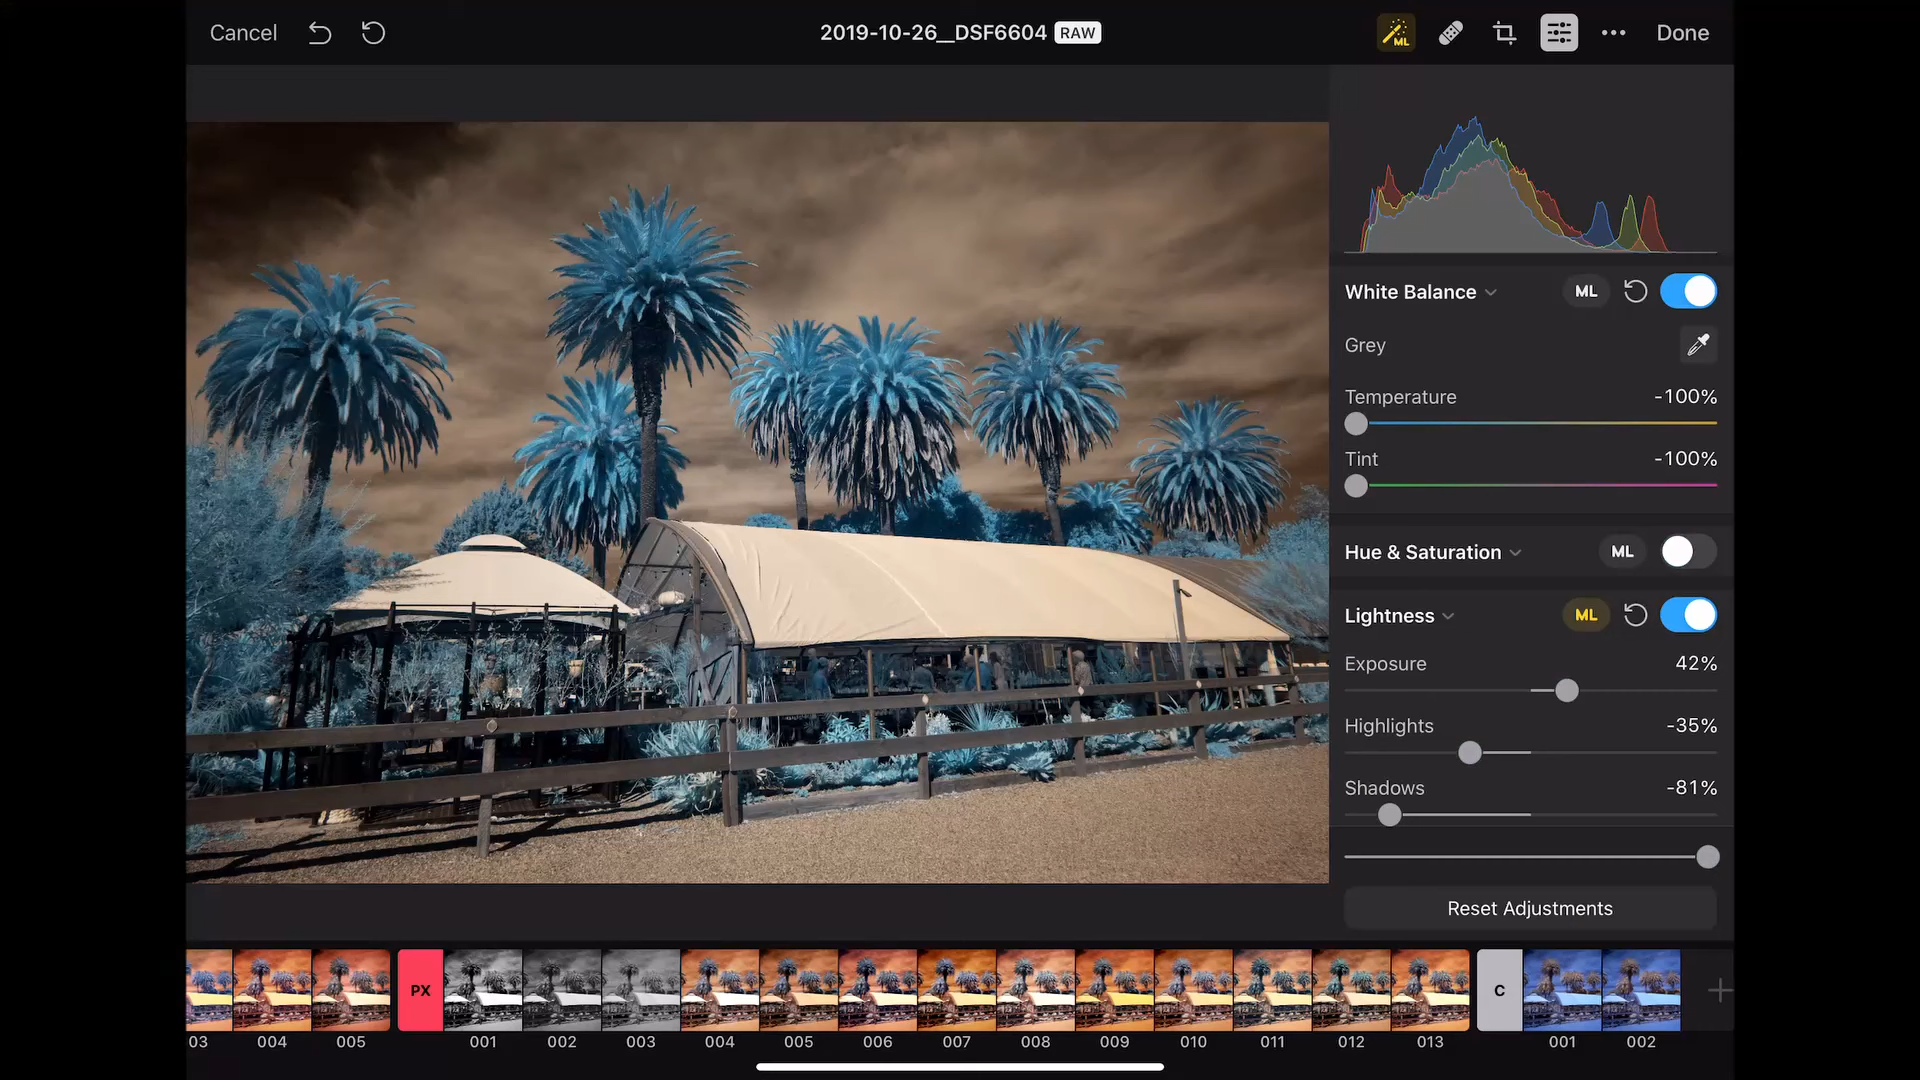 Cancel
2019-10-26__DSF6604 RAW
ML
Done
White Balance ML
Grey
Temperature -100%
Tint -100%
Hue & Saturation ML
Lightness ML
Exposure 42%
Highlights -35%
Shadows -81%
Reset Adjustments
PX
C
03 004 005 001 002 003 004 005 006 007 008 009 010 011 012 013 001 002